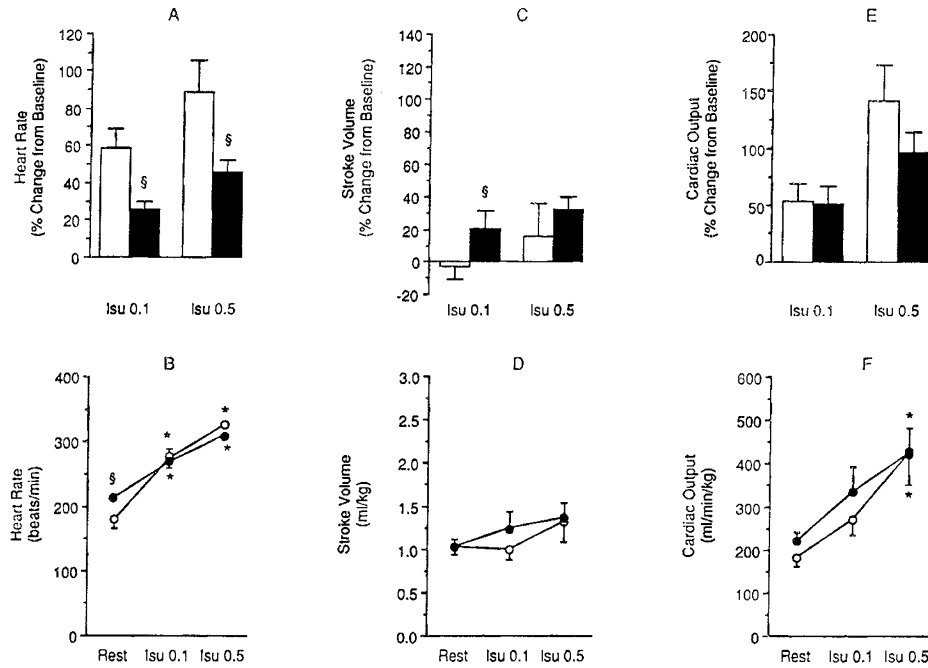 A
Heart Rate
(% Change from Baseline)
120
100
80
60
40
20
0
§
§
Isu 0.1
Isu 0.5
C
Stroke Volume
(% Change from Baseline)
140
120
100
80
60
40
20
0
-20
§
Isu 0.1
Isu 0.5
E
Cardiac Output
(% Change from Baseline)
200
150
100
50
0
Isu 0.1
Isu 0.5
B
Heart Rate
(beats/min)
400
300
200
100
0
§
*
*
*
*
Rest
Isu 0.1
Isu 0.5
D
Stroke Volume
(ml/kg)
3.0
2.5
2.0
1.5
1.0
0.5
0.0
Rest
Isu 0.1
Isu 0.5
F
Cardiac Output
(ml/min/kg)
600
500
400
300
200
100
0
*
*
Rest
Isu 0.1
Isu 0.5